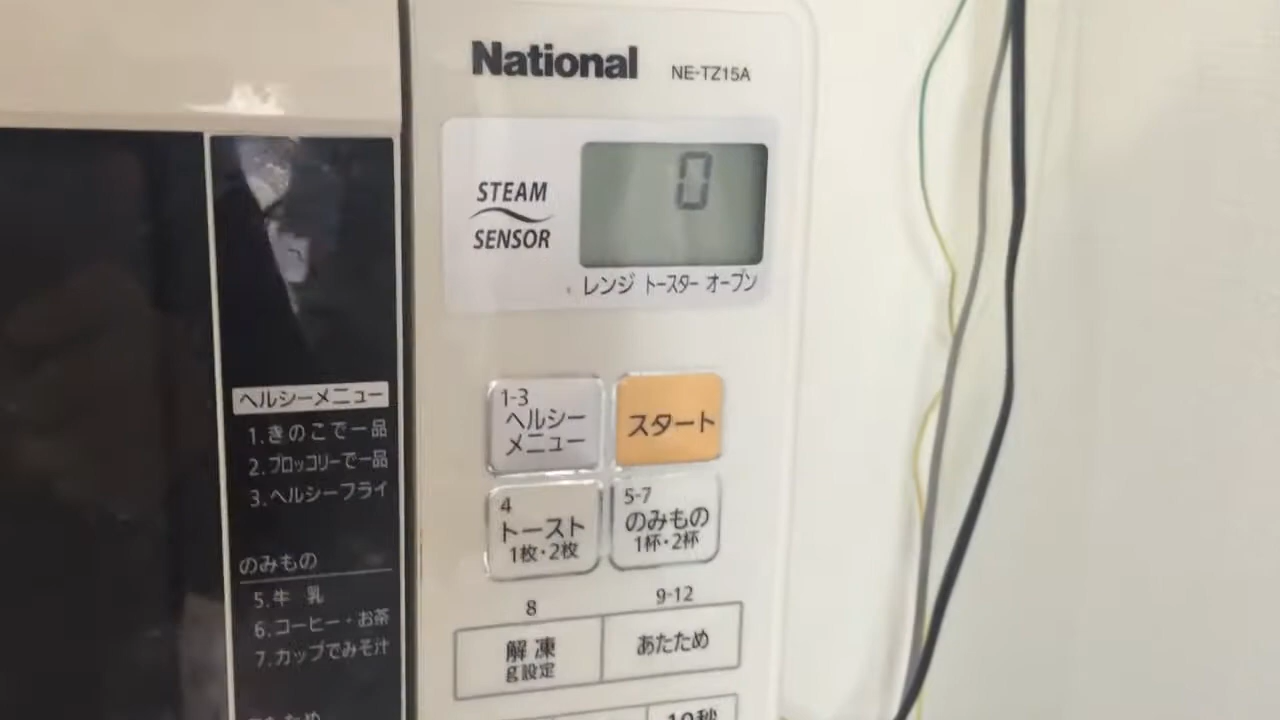 National NE-TZ15A
STEAM
SENSOR
0
レンジ トースター オーブン
ヘルシーメニュー
1.きのこで一品
2.ブロッコリーで一品
3.ヘルシーフライ
のみもの
5.牛 乳
6.コーヒー・お茶
7.カップでみそ汁
1-3
ヘルシー
メニュー
スタート
4
トースト
1枚・2枚
5-7
のみもの
1杯・2杯
8
解 凍
g設定
9-12
あたため
10秒